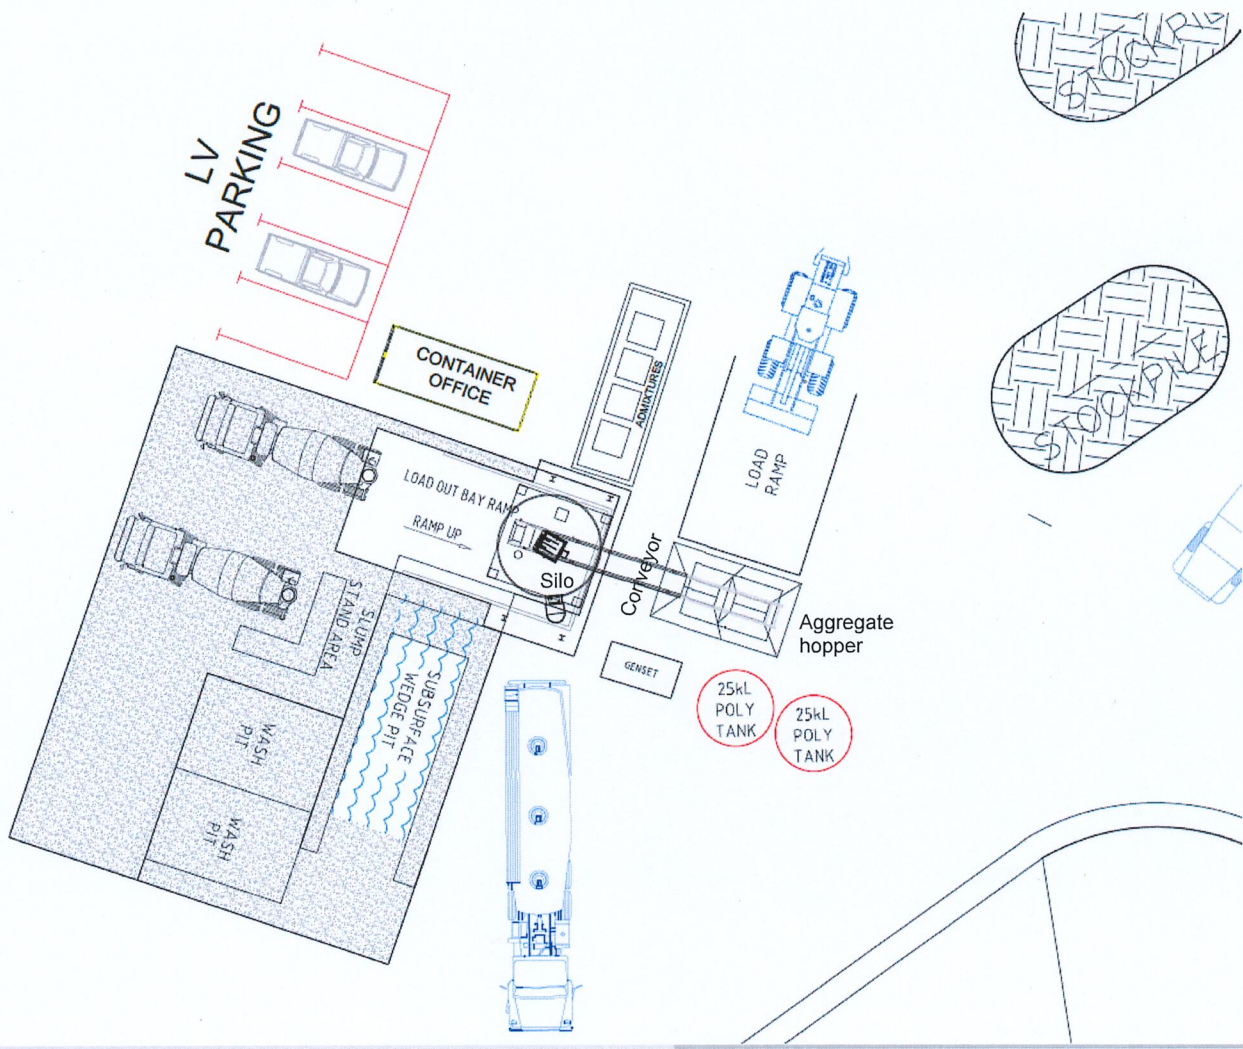 STOCKPILE
LV
PARKING
CONTAINER
OFFICE
ADMIXTURES
STOCKPILE
LOAD
RAMP
LOAD OUT BAY RAMP
RAMP UP
Silo
Conveyor
Aggregate
hopper
SLUMP
STAND AREA
GENSET
SUBSURFACE
WEDGE PIT
25kL
POLY
TANK
25kL
POLY
TANK
WASH
PIT
WASH
PIT